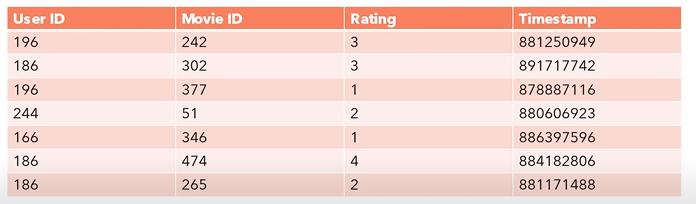 User ID Movie ID Rating Timestamp
196 242 3 881250949
186 302 3 891717742
196 377 1 878887116
244 51 2 880606923
166 346 1 886397596
186 474 4 884182806
186 265 2 881171488